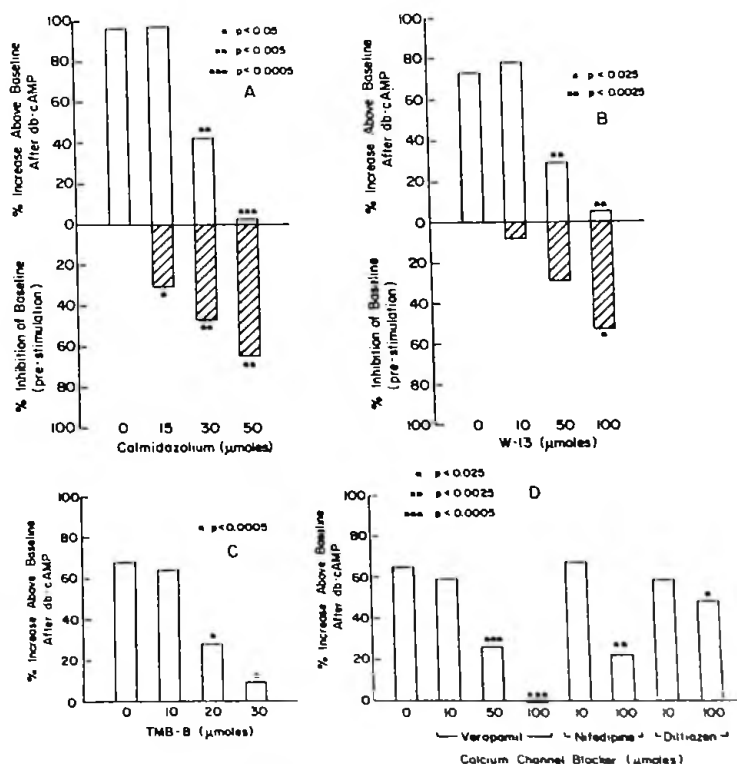 100
80
60
40
20
0
20
40
60
80
100
% Increase Above Baseline
After db·cAMP
% Inhibition of Baseline
(pre-stimulation)
* p<0.05
** p<0.005
*** p<0.0005
A
**
***
*
**
**
0 15 30 50
Calmidazolium (μmoles)
100
80
60
40
20
0
20
40
60
80
100
% Increase Above Baseline
After db·cAMP
% Inhibition of Baseline
(pre-stimulation)
* p<0.025
** p<0.0025
B
**
**
*
0 10 50 100
W-13 (μmoles)
100
80
60
40
20
0
% Increase Above Baseline
After db·cAMP
* p<0.0005
C
*
*
0 10 20 30
TMB-8 (μmoles)
* p<0.025
** p<0.0025
*** p<0.0005
D
100
80
60
40
20
0
% Increase Above Baseline
After db·cAMP
***
***
**
*
0 10 50 100 10 100 10 100
Verapamil Nifedipine Diltiazen
Calcium Channel Blocker (μmoles)